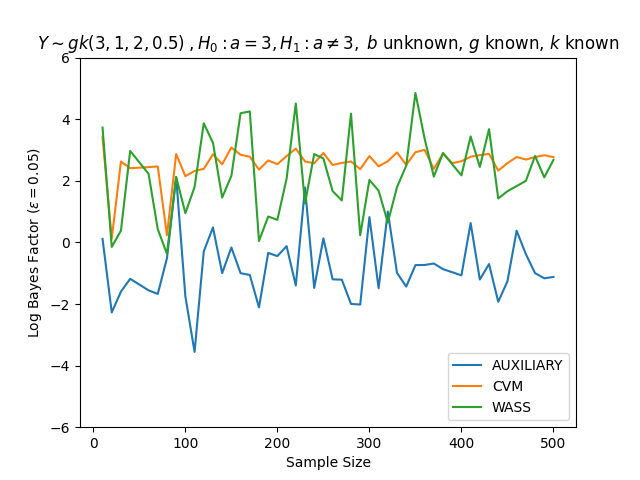 Y ~ gk(3, 1, 2, 0.5) , H₀ : a = 3, H₁ : a ≠ 3, b unknown, g known, k known
6
4
2
0
−2
−4
−6
Log Bayes Factor (ε = 0.05)
0 100 200 300 400 500
Sample Size
AUXILIARY
CVM
WASS